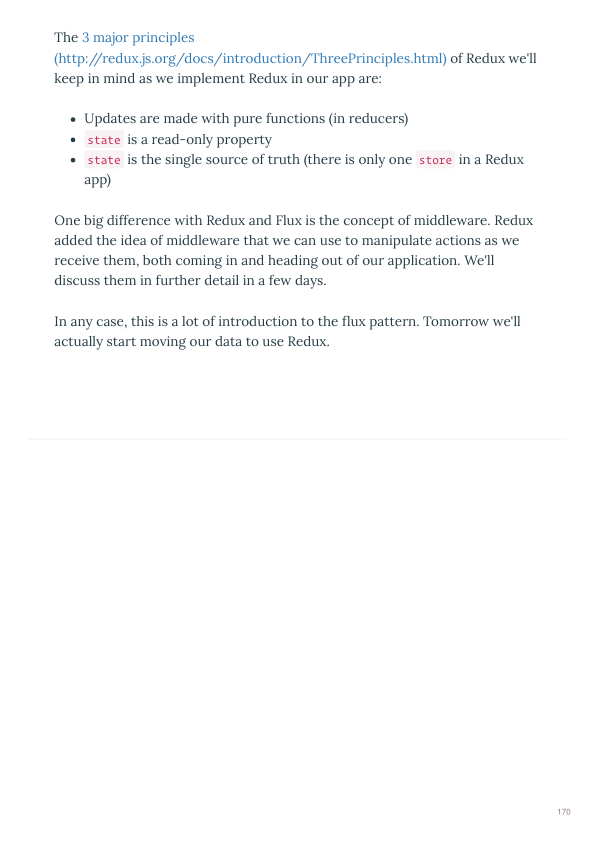 The 3 major principles
(http://redux.js.org/docs/introduction/ThreePrinciples.html) of Redux we'll
keep in mind as we implement Redux in our app are:
• Updates are made with pure functions (in reducers)
• state is a read-only property
• state is the single source of truth (there is only one store in a Redux
app)
One big difference with Redux and Flux is the concept of middleware. Redux
added the idea of middleware that we can use to manipulate actions as we
receive them, both coming in and heading out of our application. We'll
discuss them in further detail in a few days.
In any case, this is a lot of introduction to the flux pattern. Tomorrow we'll
actually start moving our data to use Redux.
170